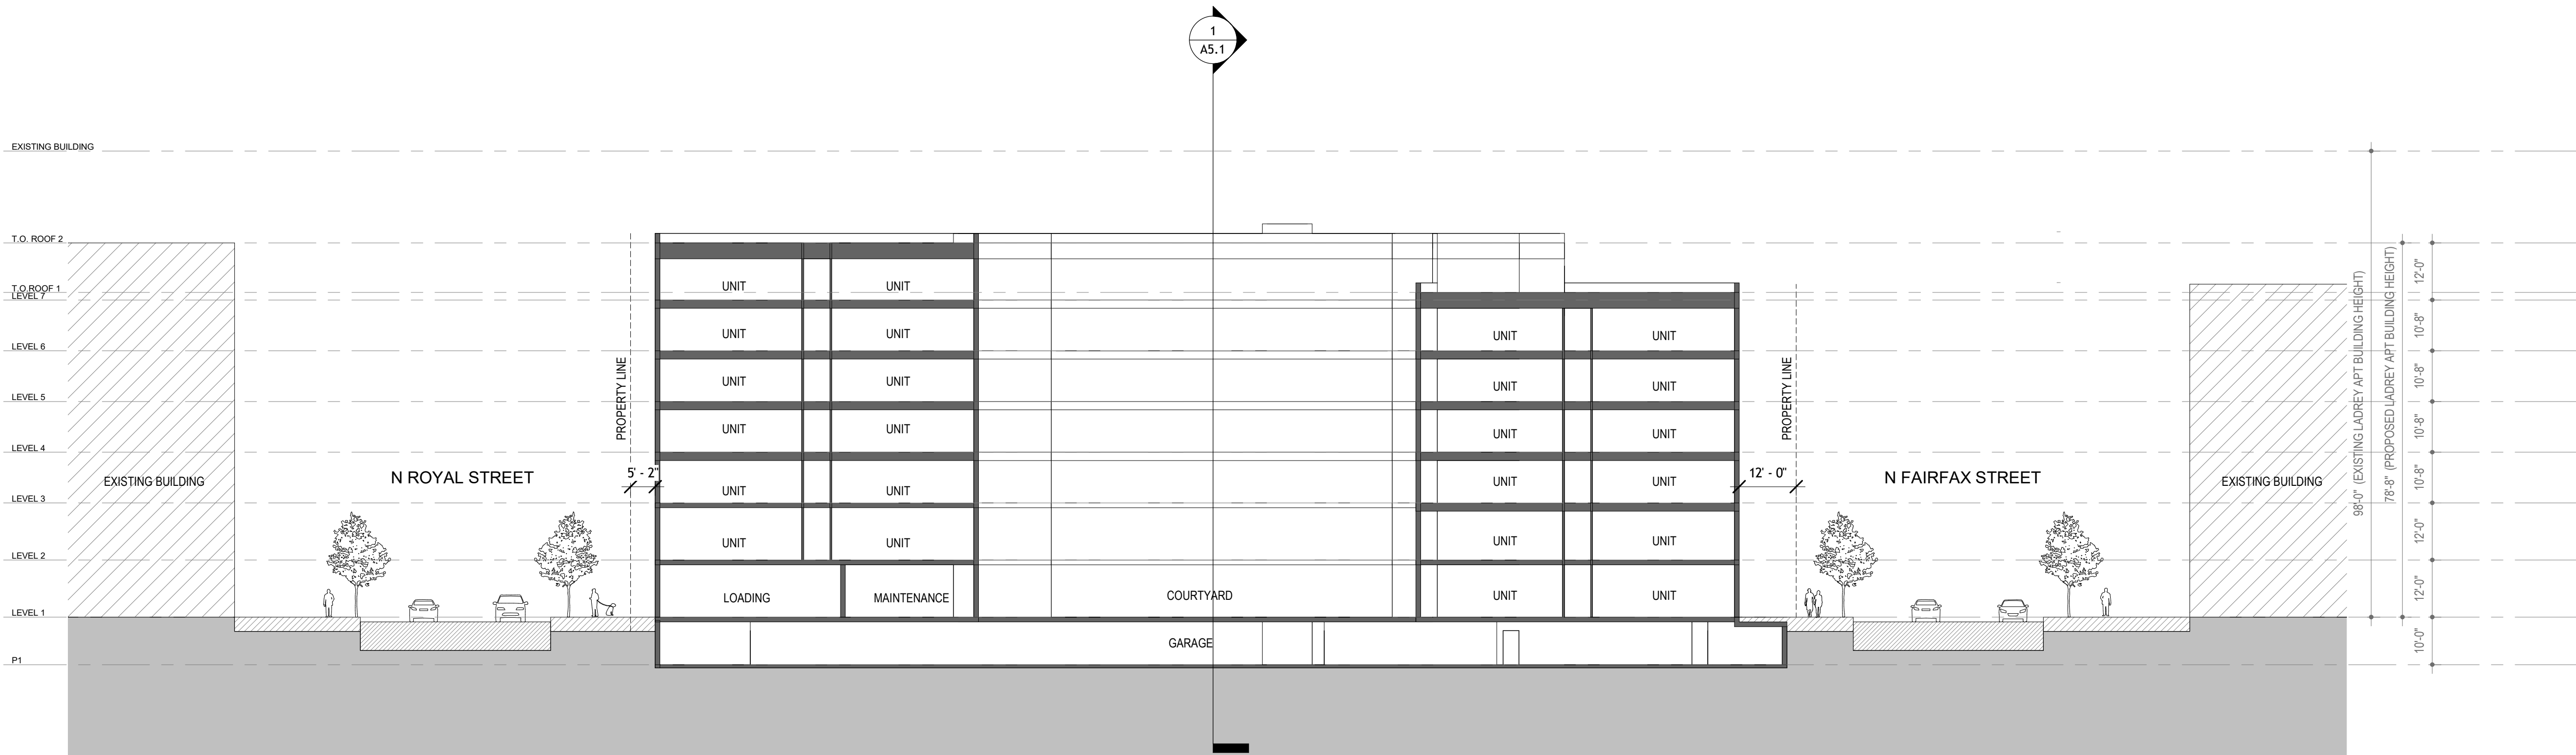 1
A5.1
EXISTING BUILDING
T.O. ROOF 2
T.O.ROOF 1
LEVEL 7
LEVEL 6
LEVEL 5
LEVEL 4
LEVEL 3
LEVEL 2
LEVEL 1
P1
EXISTING BUILDING
N ROYAL STREET
PROPERTY LINE
5' - 2"
UNIT UNIT
UNIT UNIT
UNIT UNIT
UNIT UNIT
UNIT UNIT
UNIT UNIT
LOADING MAINTENANCE
COURTYARD
GARAGE
UNIT UNIT
UNIT UNIT
UNIT UNIT
UNIT UNIT
UNIT UNIT
UNIT UNIT
PROPERTY LINE
12' - 0"
N FAIRFAX STREET
EXISTING BUILDING
98'-0" (EXISTING LADREY APT BUILDING HEIGHT)
78'-8" (PROPOSED LADREY APT BUILDING HEIGHT)
12'-0"
10'-8"
10'-8"
10'-8"
10'-8"
12'-0"
12'-0"
10'-0"